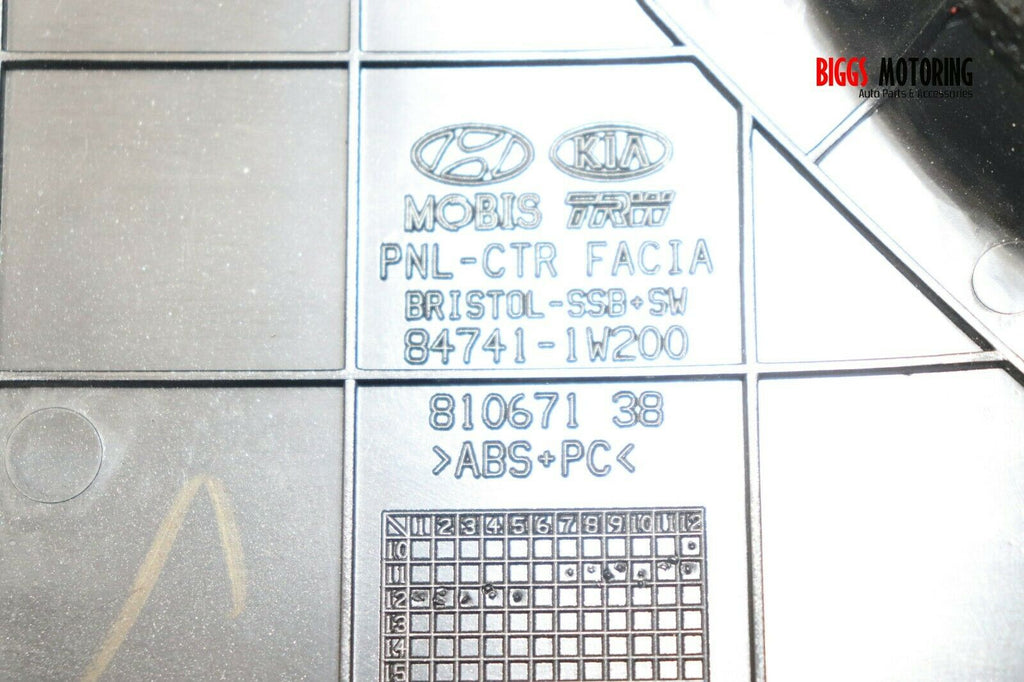 BIGGS MOTORING
Auto Parts & Accessories
KIA
MOBIS TRW
PNL-CTR FACIA
BRISTOL-SSB+SW
84741-1W200
810671 38
>ABS+PC<
1 2 3 4 5 6 7 8 9 10 11 12
10
11
12
13
14
15